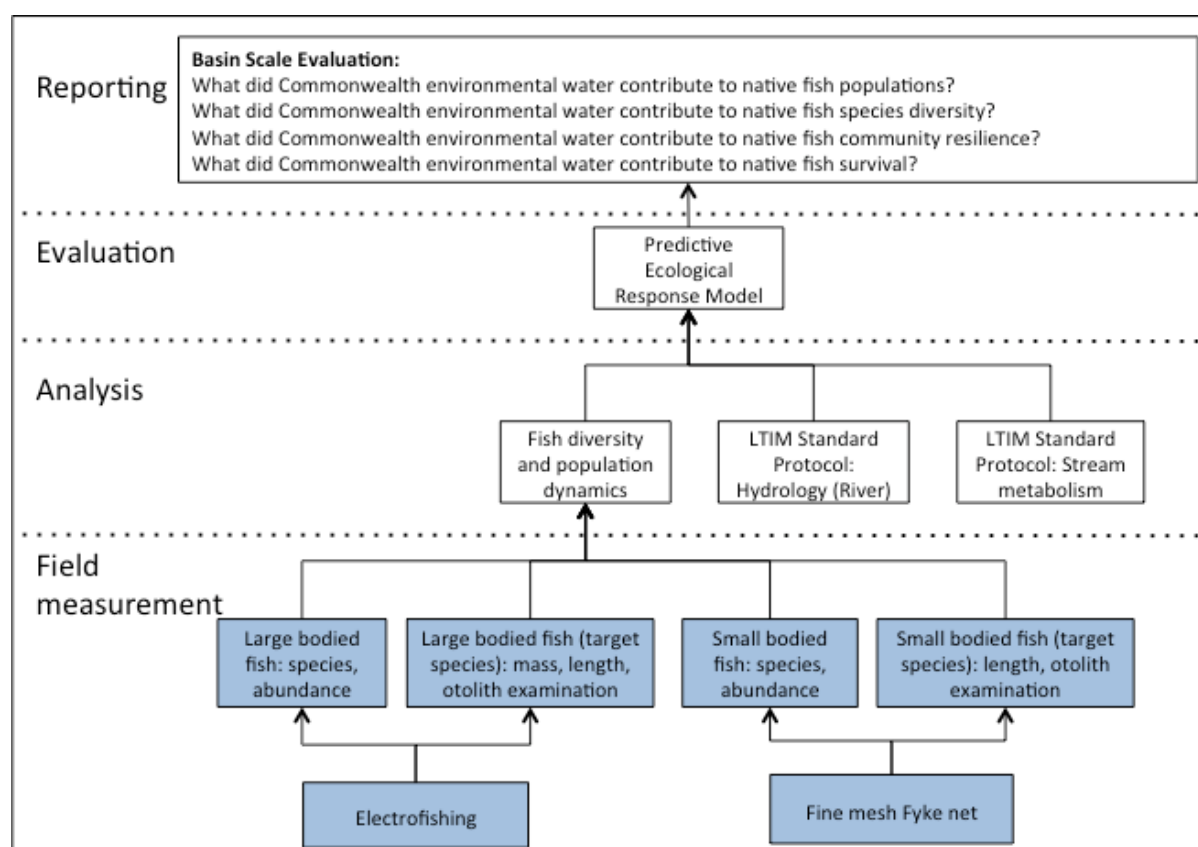 Reporting
Basin Scale Evaluation:
What did Commonwealth environmental water contribute to native fish populations?
What did Commonwealth environmental water contribute to native fish species diversity?
What did Commonwealth environmental water contribute to native fish community resilience?
What did Commonwealth environmental water contribute to native fish survival?
Evaluation
Predictive
Ecological
Response Model
Analysis
Fish diversity
and population
dynamics
LTIM Standard
Protocol:
Hydrology (River)
LTIM Standard
Protocol: Stream
metabolism
Field
measurement
Large bodied
fish: species,
abundance
Large bodied fish (target
species): mass, length,
otolith examination
Small bodied
fish: species,
abundance
Small bodied fish (target
species): length, otolith
examination
Electrofishing
Fine mesh Fyke net